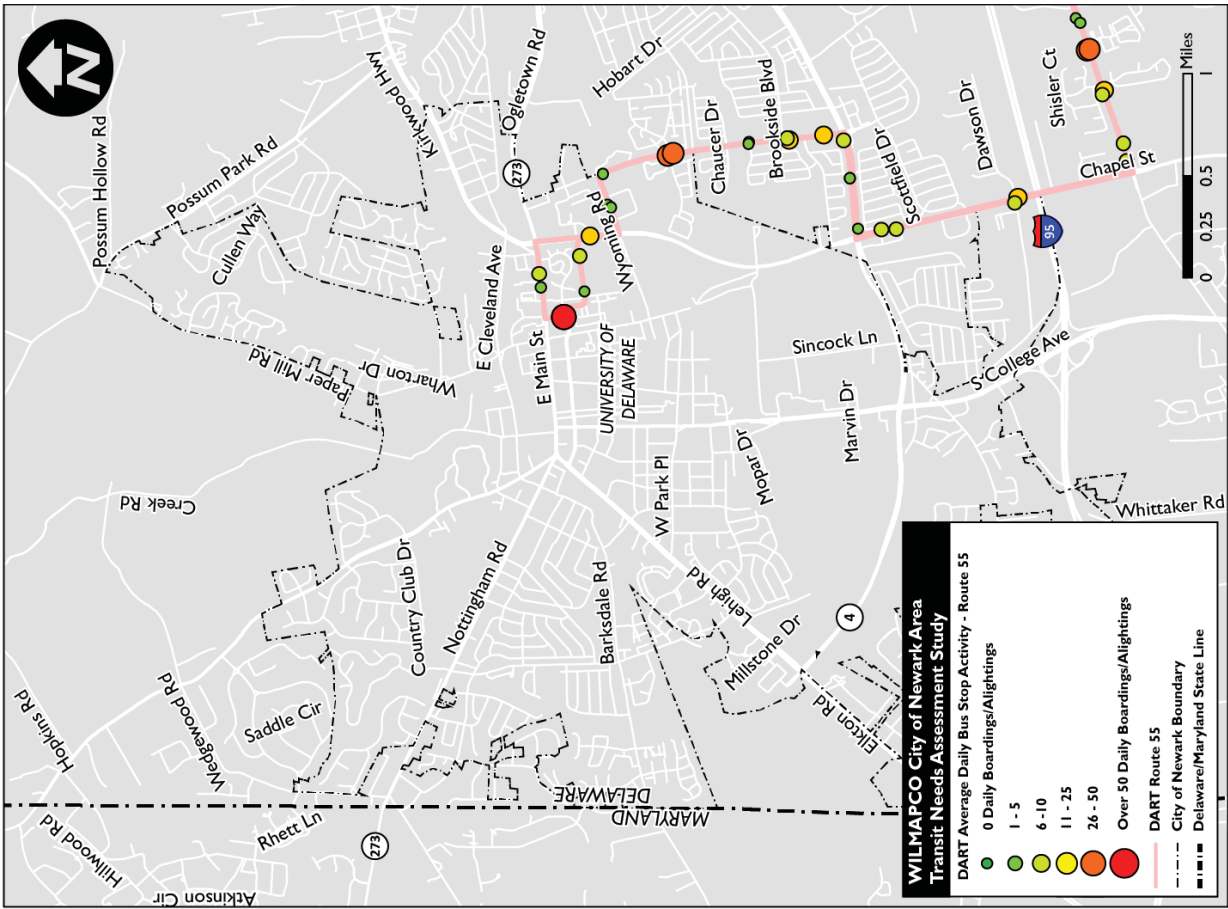 N
Possum Hollow Rd
Possum Park Rd
Cullen Way
Kirkwood Hwy
Ogletown Rd
273
Hobart Dr
Chaucer Dr
Brookside Blvd
Scottfield Dr
Dawson Dr
Shisler Ct
Chapel St
95
Wyoming Rd
E Cleveland Ave
E Main St
UNIVERSITY OF
DELAWARE
Paper Mill Rd
Wharton Dr
Creek Rd
Sincock Ln
S College Ave
Marvin Dr
Mopar Dr
W Park Pl
Whittaker Rd
Country Club Dr
Nottingham Rd
Barksdale Rd
Lehigh Rd
Millstone Dr
4
Elkton Rd
Hopkins Rd
Wedgewood Rd
Saddle Cir
Hillwood Rd
Rhett Ln
273
Atkinson Cir
DELAWARE
MARYLAND
0 0.25 0.5 1
Miles
WILMAPCO City of Newark Area
Transit Needs Assessment Study
DART Average Daily Bus Stop Activity - Route 55
0 Daily Boardings/Alightings
1 - 5
6 -10
11 - 25
26 - 50
Over 50 Daily Boardings/Alightings
DART Route 55
City of Newark Boundary
Delaware/Maryland State Line